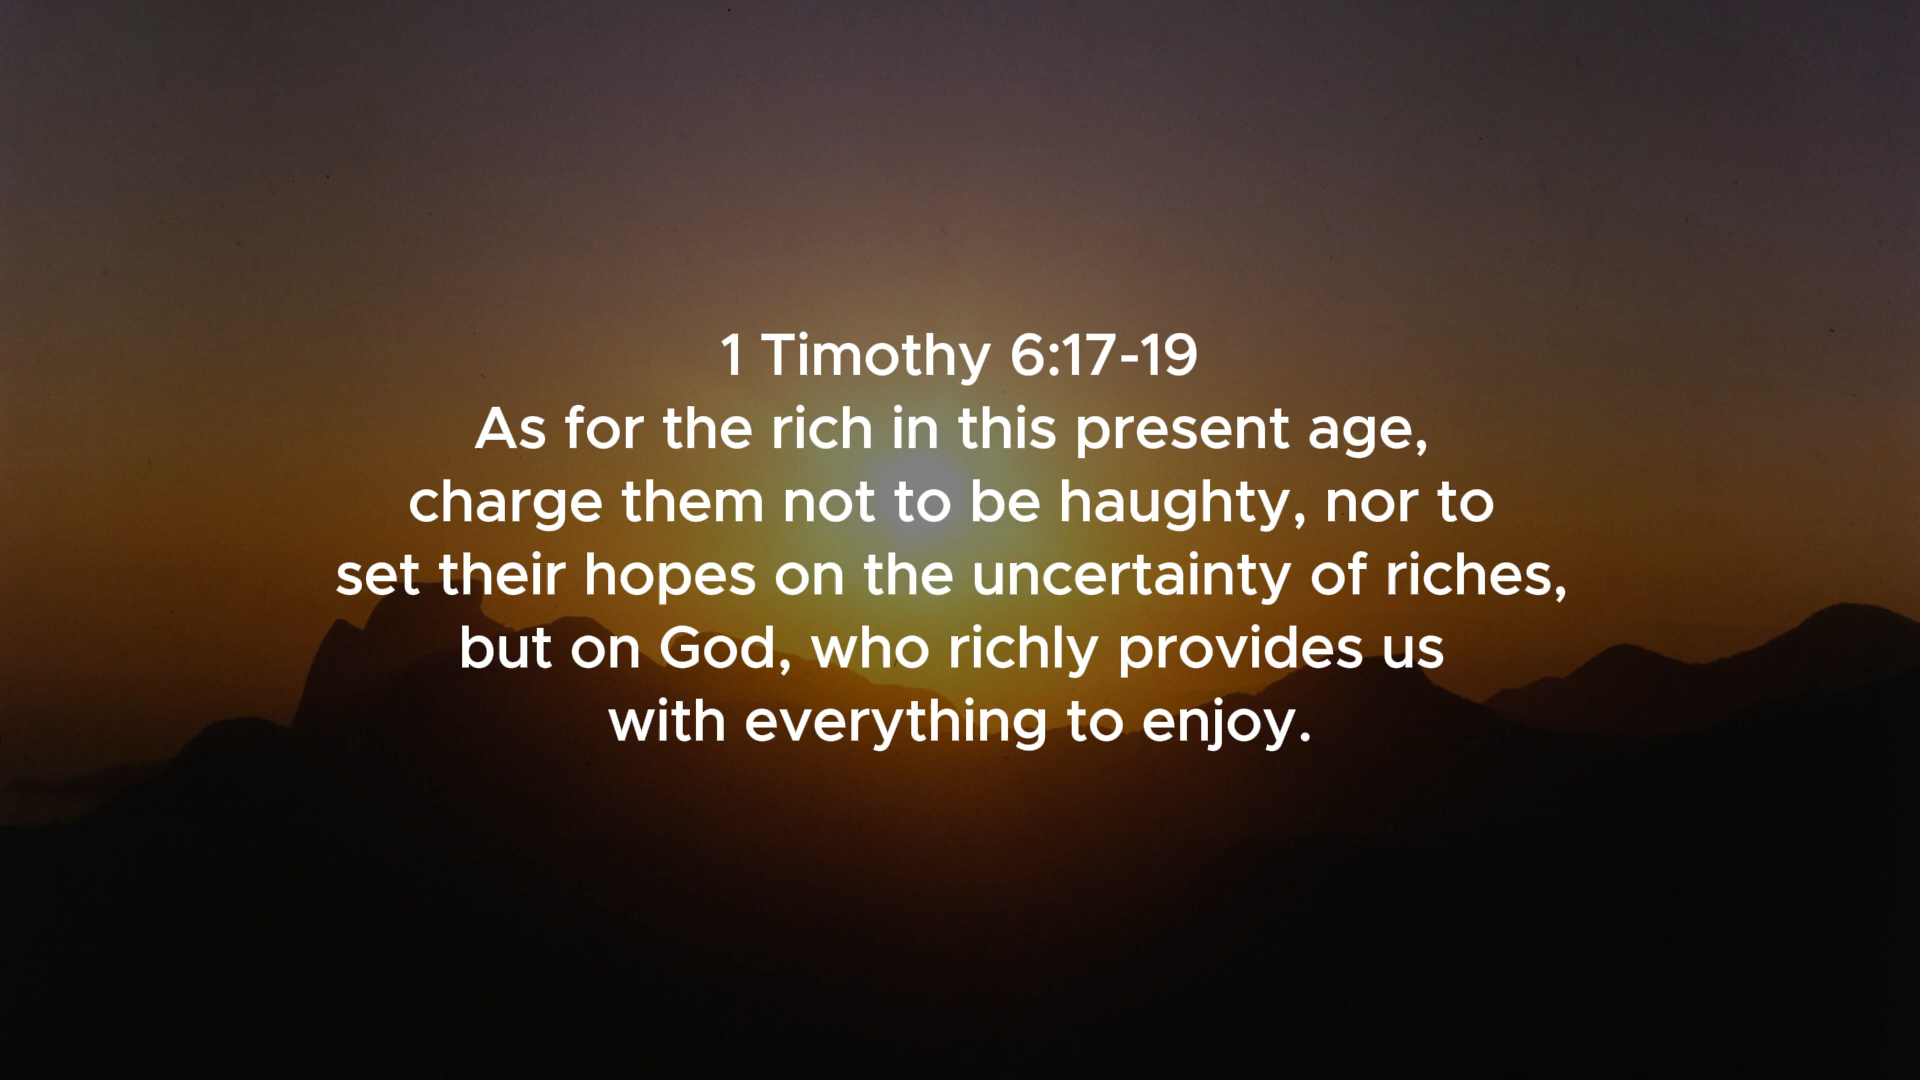 1 Timothy 6:17-19
As for the rich in this present age,
charge them not to be haughty, nor to
set their hopes on the uncertainty of riches,
but on God, who richly provides us
with everything to enjoy.